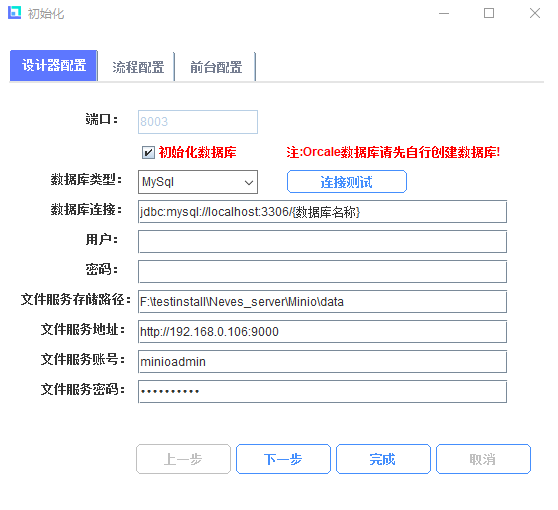 初始化
设计器配置 流程配置 前台配置
端口： 8003
初始化数据库 注:Orcale数据库请先自行创建数据库!
数据库类型： MySql 连接测试
数据库连接： jdbc:mysql://localhost:3306/{数据库名称}
用户：
密码：
文件服务存储路径： F:\testinstall\Neves_server\Minio\data
文件服务地址： http://192.168.0.106:9000
文件服务账号： minioadmin
文件服务密码： ••••••••••
上一步 下一步 完成 取消